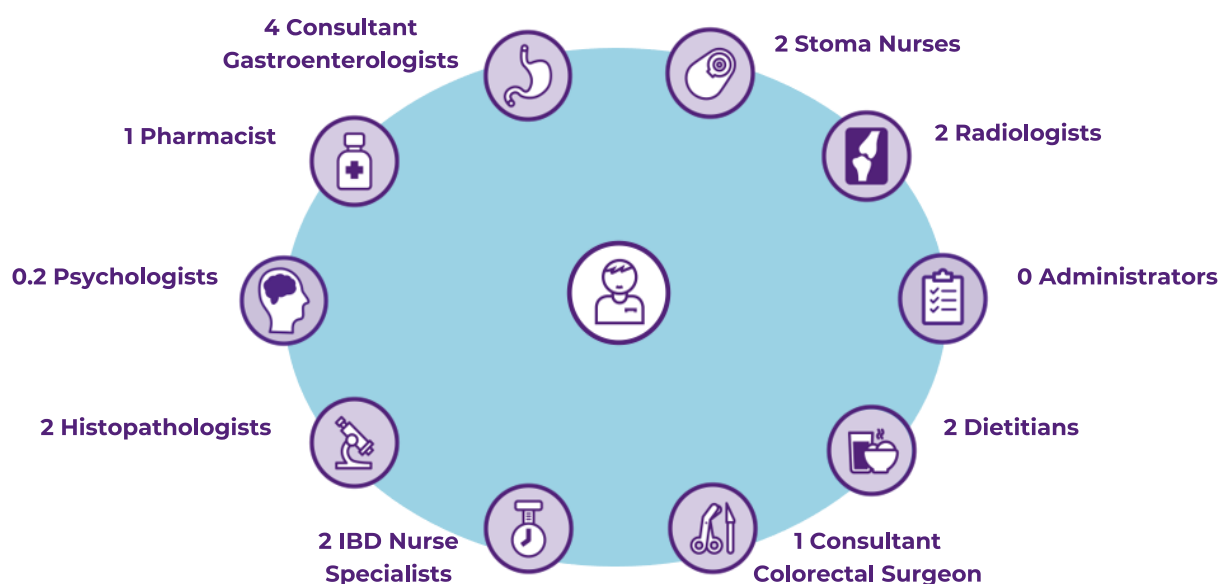 4 Consultant
Gastroenterologists
2 Stoma Nurses
1 Pharmacist
2 Radiologists
0.2 Psychologists
0 Administrators
2 Histopathologists
2 Dietitians
2 IBD Nurse
Specialists
1 Consultant
Colorectal Surgeon